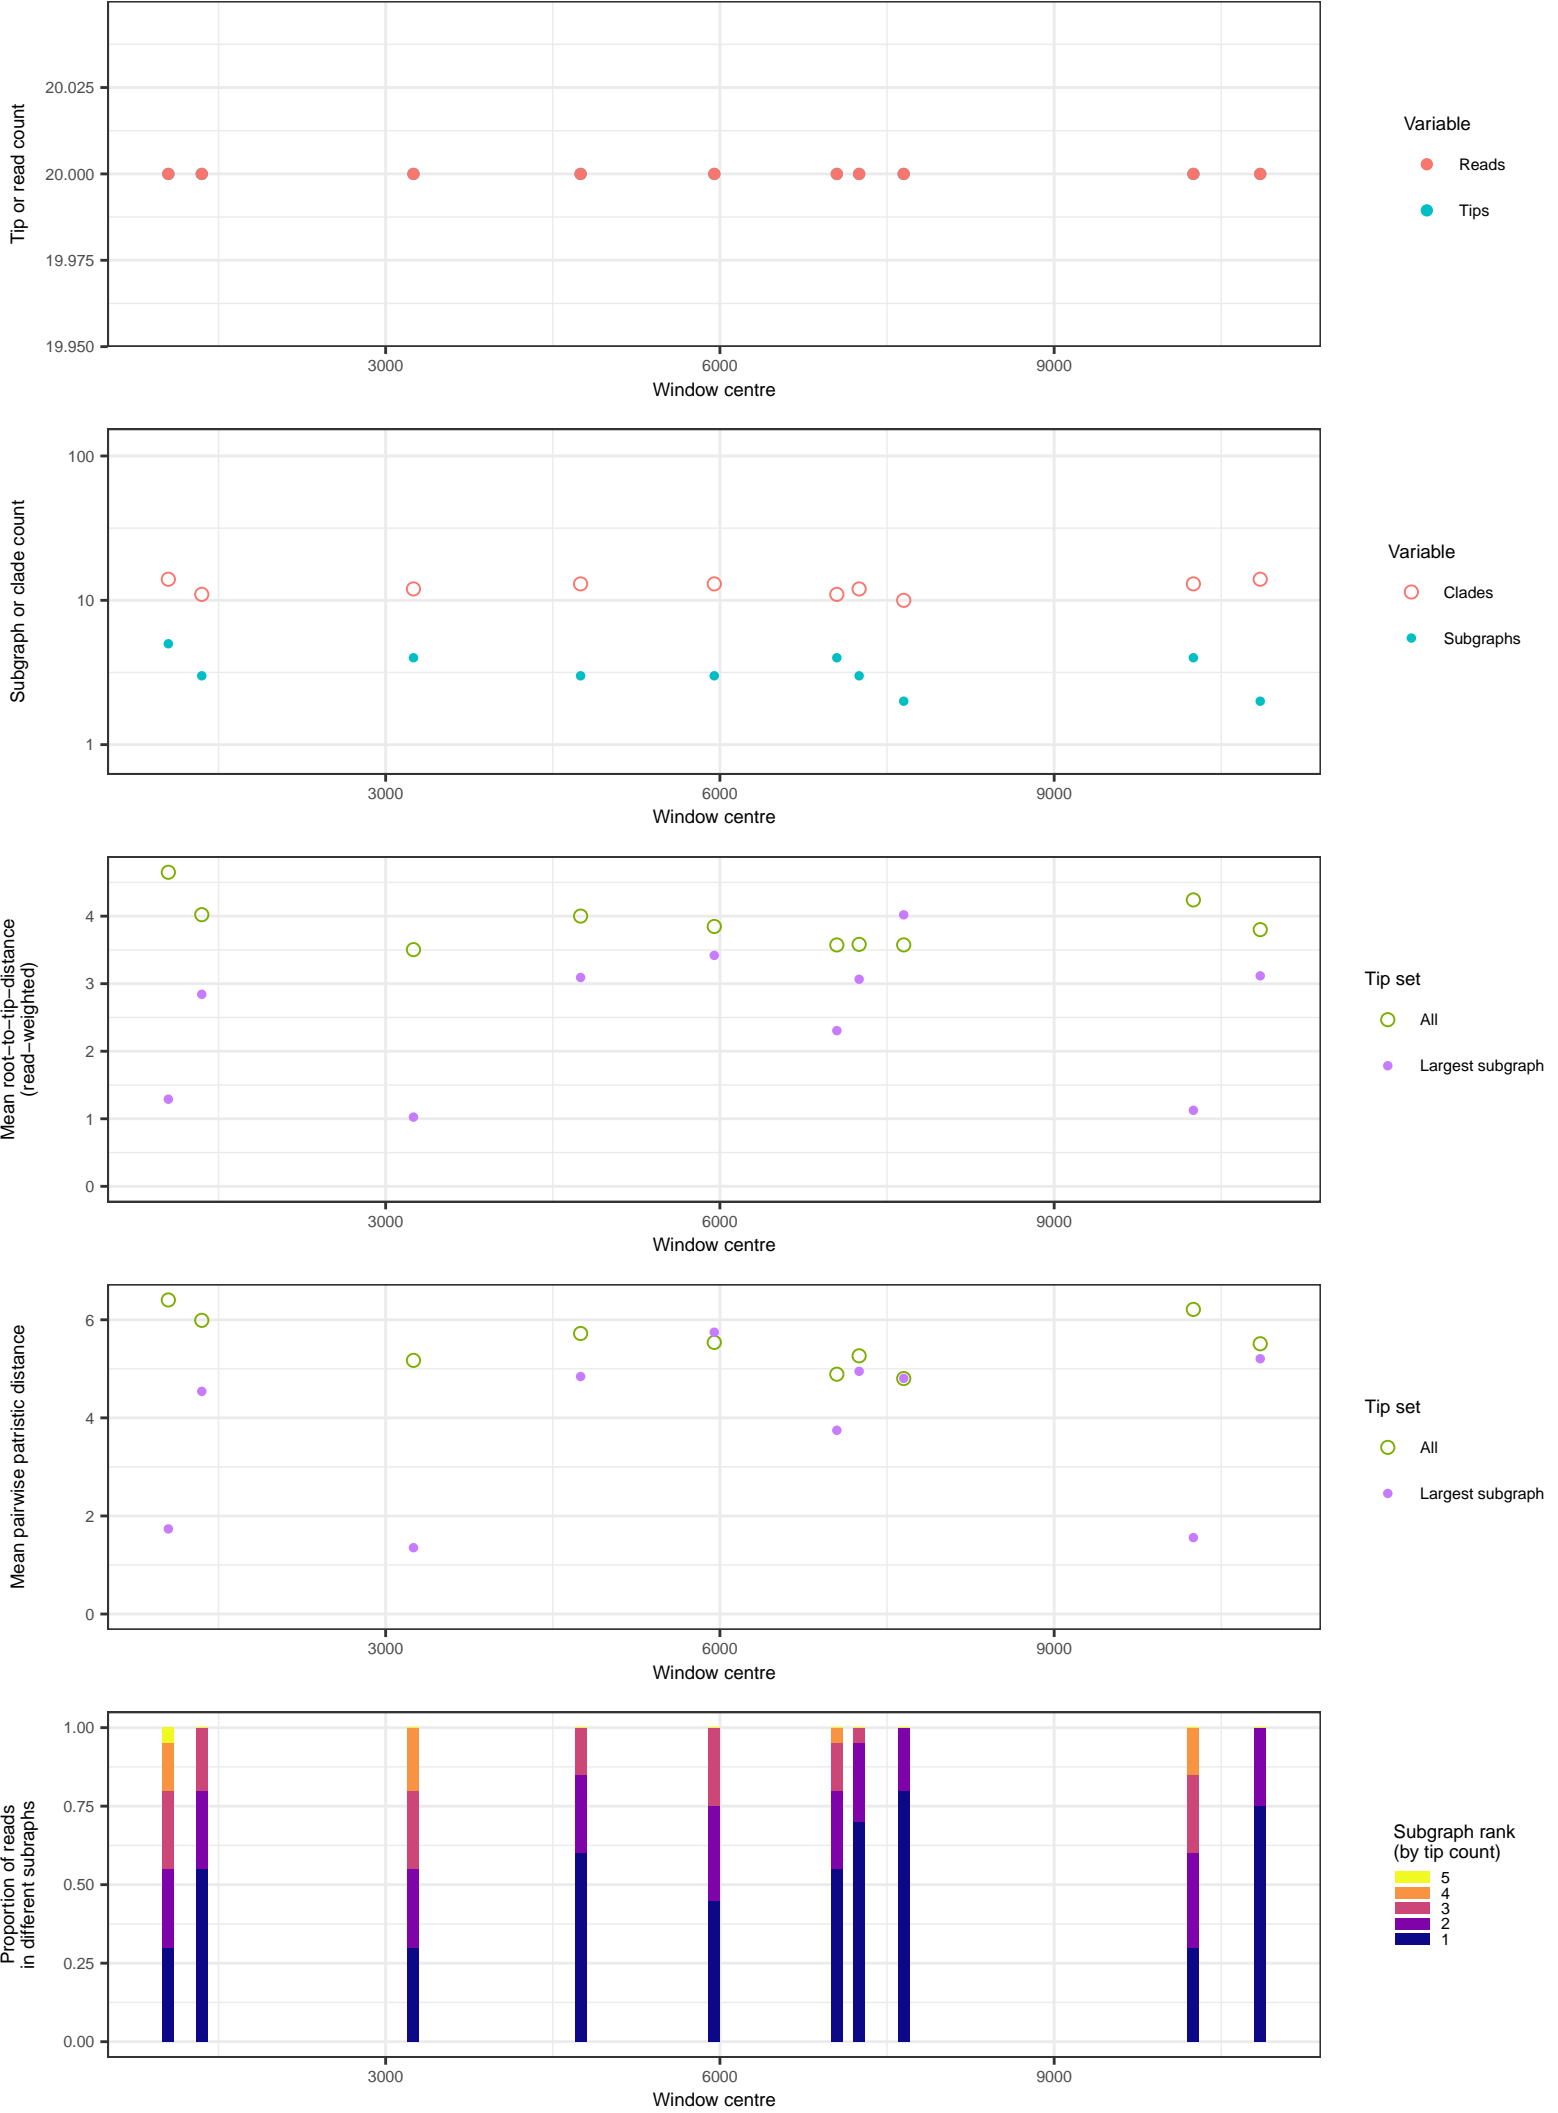 Tip or read count
20.025
20.000
19.975
19.950
3000
6000
9000
Window centre
Variable
Reads
Tips
Subgraph or clade count
100
10
1
3000
6000
9000
Window centre
Variable
Clades
Subgraphs
Mean root−to−tip−distance
(read−weighted)
4
3
2
1
0
3000
6000
9000
Window centre
Tip set
All
Largest subgraph
Mean pairwise patristic distance
6
4
2
0
3000
6000
9000
Window centre
Tip set
All
Largest subgraph
Proportion of reads
in different subraphs
1.00
0.75
0.50
0.25
0.00
3000
6000
9000
Window centre
Subgraph rank
(by tip count)
5
4
3
2
1